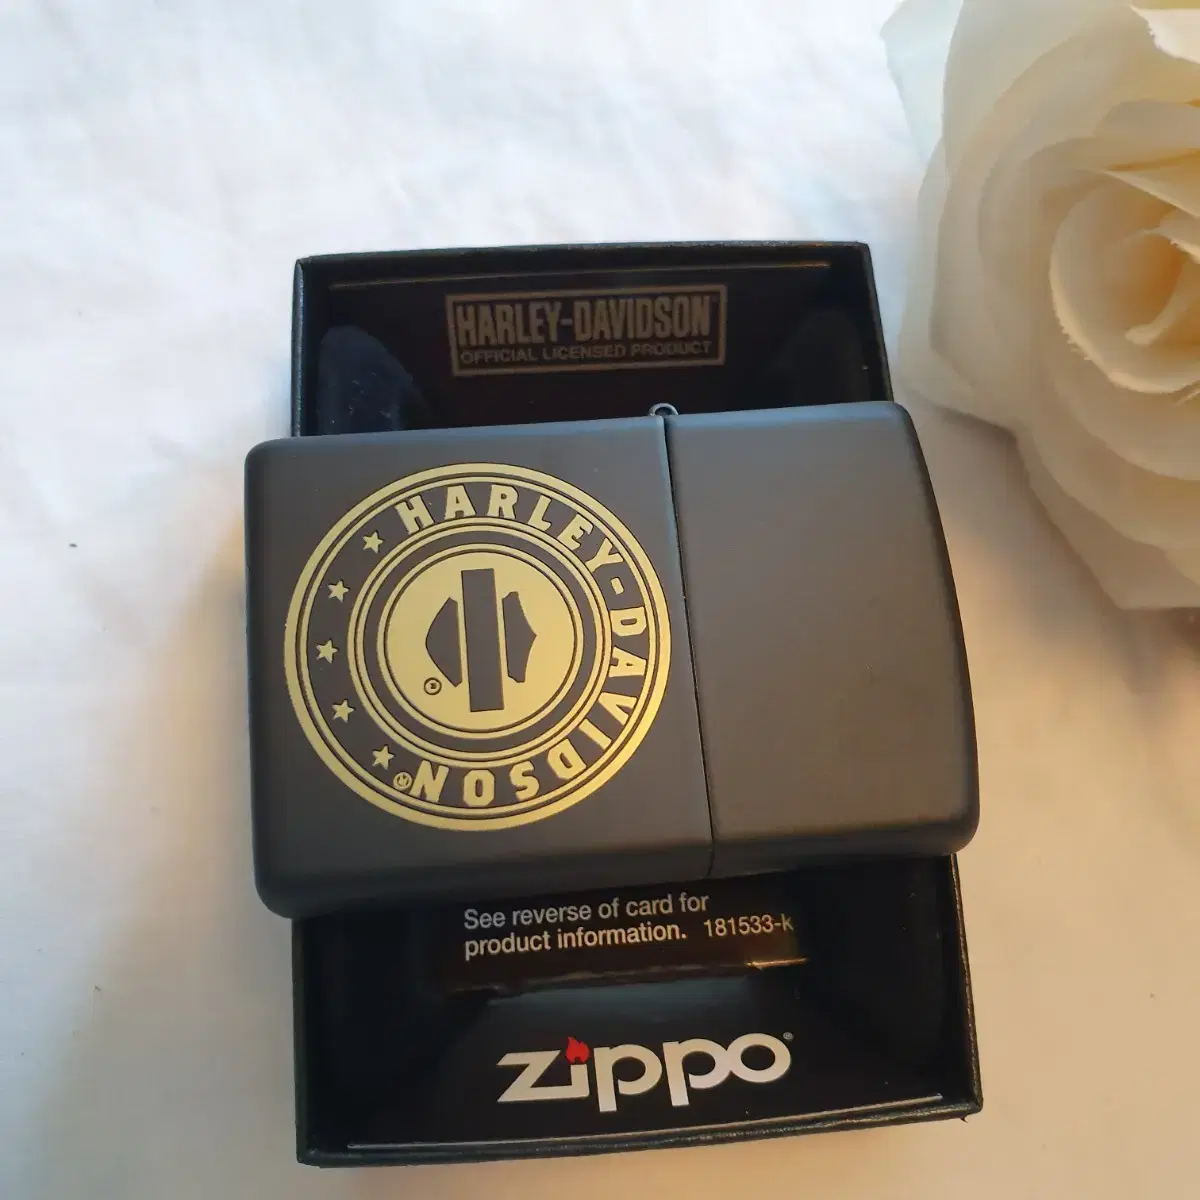 HARLEY-DAVIDSON
OFFICIAL LICENSED PRODUCT
HARLEY-DAVIDSON®
®
See reverse of card for
product information. 181533-k
zippo®